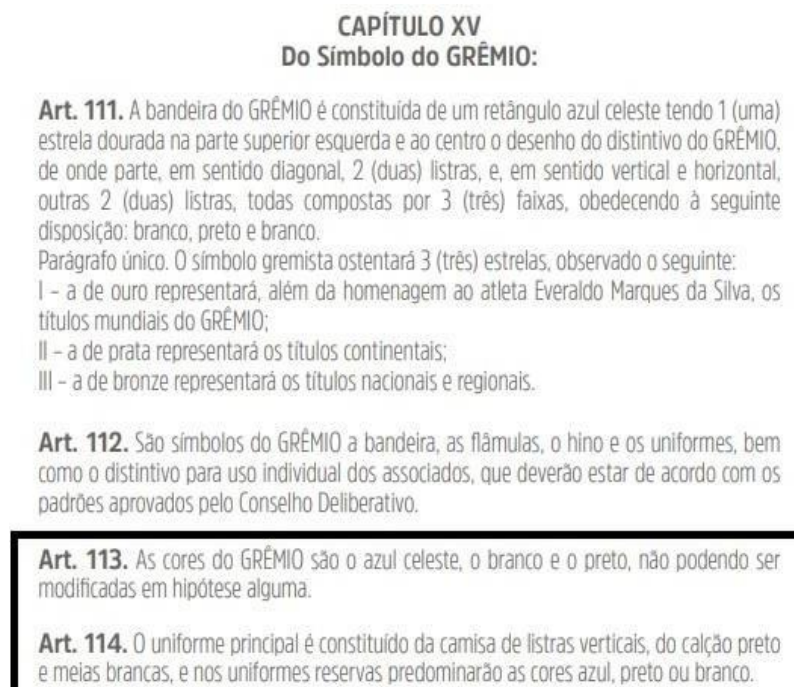 CAPÍTULO XV
Do Símbolo do GRÊMIO:
Art. 111. A bandeira do GRÊMIO é constituída de um retângulo azul celeste tendo 1 (uma)
estrela dourada na parte superior esquerda e ao centro o desenho do distintivo do GRÊMIO,
de onde parte, em sentido diagonal, 2 (duas) listras, e, em sentido vertical e horizontal,
outras 2 (duas) listras, todas compostas por 3 (três) faixas, obedecendo à seguinte
disposição: branco, preto e branco.
Parágrafo único. O símbolo gremista ostentará 3 (três) estrelas, observado o seguinte:
I – a de ouro representará, além da homenagem ao atleta Everaldo Marques da Silva, os
títulos mundiais do GRÊMIO;
II – a de prata representará os títulos continentais;
III – a de bronze representará os títulos nacionais e regionais.
Art. 112. São símbolos do GRÊMIO a bandeira, as flâmulas, o hino e os uniformes, bem
como o distintivo para uso individual dos associados, que deverão estar de acordo com os
padrões aprovados pelo Conselho Deliberativo.
Art. 113. As cores do GRÊMIO são o azul celeste, o branco e o preto, não podendo ser
modificadas em hipótese alguma.
Art. 114. O uniforme principal é constituído da camisa de listras verticais, do calção preto
e meias brancas, e nos uniformes reservas predominarão as cores azul, preto ou branco.